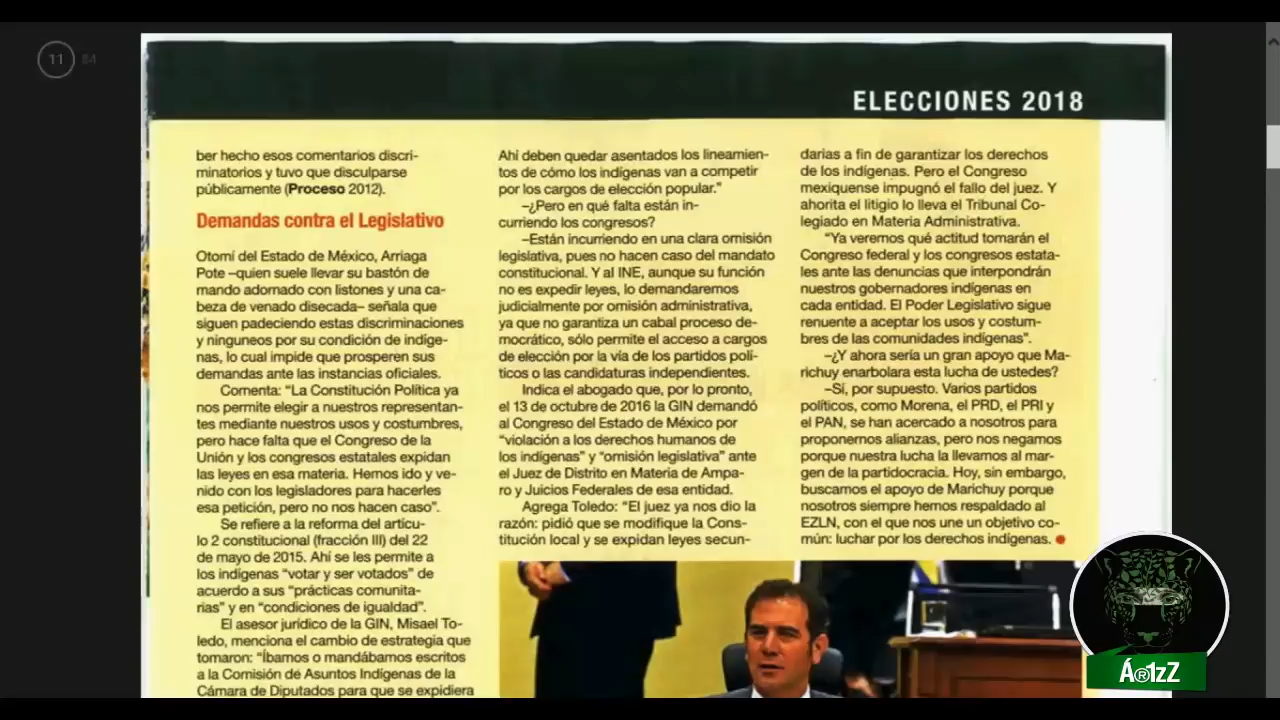 11 84
ELECCIONES 2018
ber hecho esos comentarios discri-
minatorios y tuvo que disculparse
públicamente (Proceso 2012).
Demandas contra el Legislativo
Otomí del Estado de México, Arriaga
Pote –quien suele llevar su bastón de
mando adornado con listones y una ca-
beza de venado disecada– señala que
siguen padeciendo estas discriminaciones
y ninguneos por su condición de indíge-
nas, lo cual impide que prosperen sus
demandas ante las instancias oficiales.
Comenta: “La Constitución Política ya
nos permite elegir a nuestros representan-
tes mediante nuestros usos y costumbres,
pero hace falta que el Congreso de la
Unión y los congresos estatales expidan
las leyes en esa materia. Hemos ido y ve-
nido con los legisladores para hacerles
esa petición, pero no nos hacen caso”.
Se refiere a la reforma del artícu-
lo 2 constitucional (fracción III) del 22
de mayo de 2015. Ahí se les permite a
los indígenas “votar y ser votados” de
acuerdo a sus “prácticas comunita-
rias” y en “condiciones de igualdad”.
El asesor jurídico de la GIN, Misael To-
ledo, menciona el cambio de estrategia que
tomaron: “Íbamos o mandábamos escritos
a la Comisión de Asuntos Indígenas de la
Cámara de Diputados para que se expidiera
Ahí deben quedar asentados los lineamien-
tos de cómo los indígenas van a competir
por los cargos de elección popular.”
–¿Pero en qué falta están in-
curriendo los congresos?
–Están incurriendo en una clara omisión
legislativa, pues no hacen caso del mandato
constitucional. Y al INE, aunque su función
no es expedir leyes, lo demandaremos
judicialmente por omisión administrativa,
ya que no garantiza un cabal proceso de-
mocrático, sólo permite el acceso a cargos
de elección por la vía de los partidos polí-
ticos o las candidaturas independientes.
Indica el abogado que, por lo pronto,
el 13 de octubre de 2016 la GIN demandó
al Congreso del Estado de México por
“violación a los derechos humanos de
los indígenas” y “omisión legislativa” ante
el Juez de Distrito en Materia de Ampa-
ro y Juicios Federales de esa entidad.
Agrega Toledo: “El juez ya nos dio la
razón: pidió que se modifique la Cons-
titución local y se expidan leyes secun-
darias a fin de garantizar los derechos
de los indígenas. Pero el Congreso
mexiquense impugnó el fallo del juez. Y
ahorita el litigio lo lleva el Tribunal Co-
legiado en Materia Administrativa.
“Ya veremos qué actitud tomarán el
Congreso federal y los congresos estata-
les ante las denuncias que interpondrán
nuestros gobernadores indígenas en
cada entidad. El Poder Legislativo sigue
renuente a aceptar los usos y costum-
bres de las comunidades indígenas”.
–¿Y ahora sería un gran apoyo que Ma-
richuy enarbolara esta lucha de ustedes?
–Sí, por supuesto. Varios partidos
políticos, como Morena, el PRD, el PRI y
el PAN, se han acercado a nosotros para
proponernos alianzas, pero nos negamos
porque nuestra lucha la llevamos al mar-
gen de la partidocracia. Hoy, sin embargo,
buscamos el apoyo de Marichuy porque
nosotros siempre hemos respaldado al
EZLN, con el que nos une un objetivo co-
mún: luchar por los derechos indígenas.
Á®1zZ